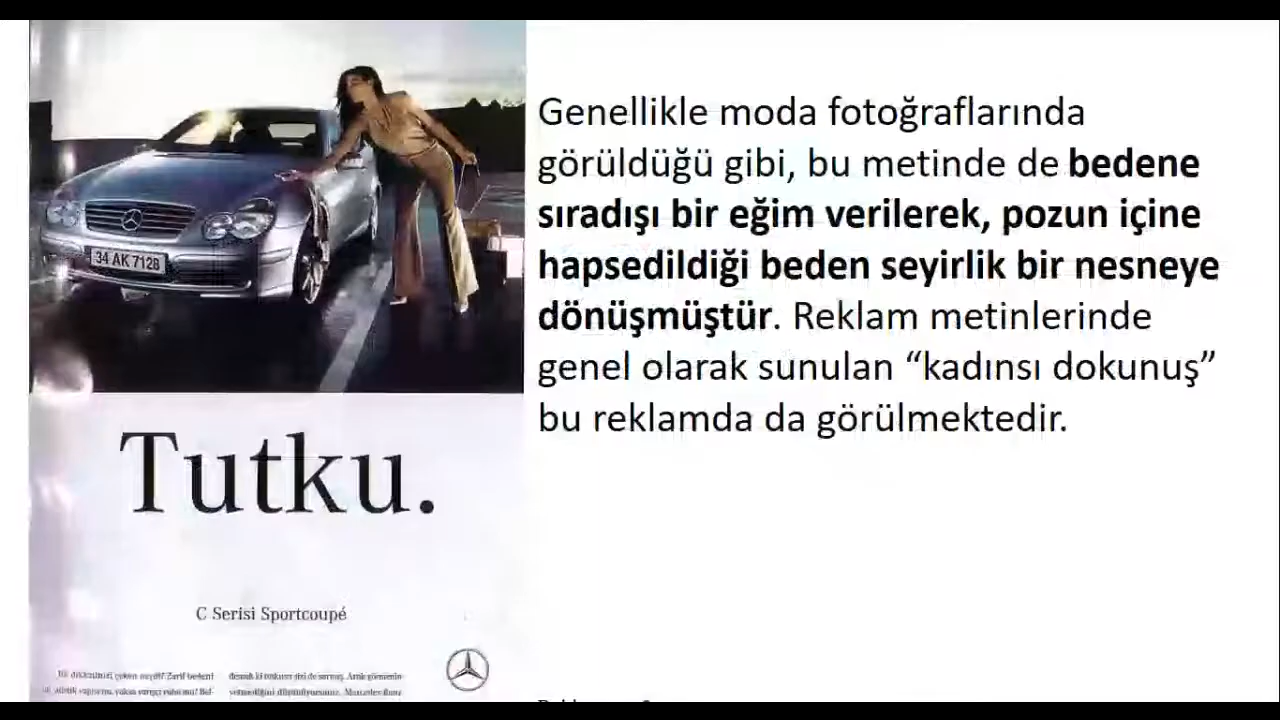 Genellikle moda fotoğraflarında
görüldüğü gibi, bu metinde de bedene
sıradışı bir eğim verilerek, pozun içine
hapsedildiği beden seyirlik bir nesneye
dönüşmüştür. Reklam metinlerinde
genel olarak sunulan “kadınsı dokunuş”
bu reklamda da görülmektedir.
34 AK 7128
Tutku.
C Serisi Sportcoupé